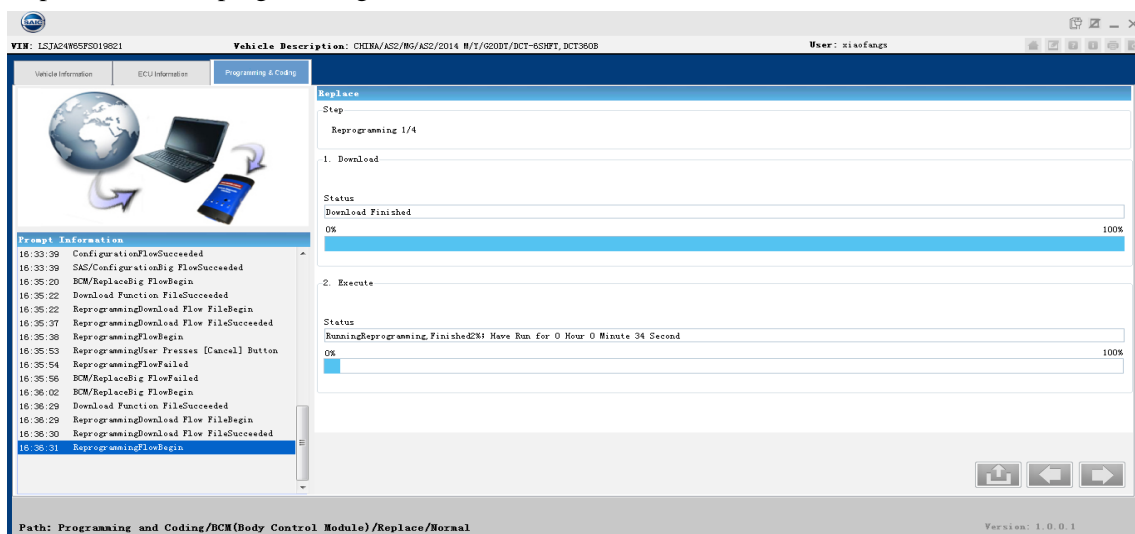 SAIC
VIN: LSJA24W65FS019821 Vehicle Description: CHINA/AS2/MG/AS2/2014 M/Y/G20DT/DCT-6SHFT,DCT360B User: xiaofangs
Vehicle Information ECU Information Programming & Coding
Replace
Step
Reprogramming 1/4
1. Download
Status
Download Finished
0% 100%
2. Execute
Status
RunningReprogramming,Finished2%; Have Run for 0 Hour 0 Minute 34 Second
0% 100%
Prompt Information
16:33:39 ConfigurationFlowSucceeded
16:33:39 SAS/ConfigurationBig FlowSucceeded
16:35:20 BCM/ReplaceBig FlowBegin
16:35:22 Download Function FileSucceeded
16:35:22 ReprogrammingDownload Flow FileBegin
16:35:37 ReprogrammingDownload Flow FileSucceeded
16:35:38 ReprogrammingFlowBegin
16:35:53 ReprogrammingUser Presses [Cancel] Button
16:35:54 ReprogrammingFlowFailed
16:35:56 BCM/ReplaceBig FlowFailed
16:36:02 BCM/ReplaceBig FlowBegin
16:36:29 Download Function FileSucceeded
16:36:29 ReprogrammingDownload Flow FileBegin
16:36:30 ReprogrammingDownload Flow FileSucceeded
16:36:31 ReprogrammingFlowBegin
Path: Programming and Coding/BCM(Body Control Module)/Replace/Normal Version: 1.0.0.1